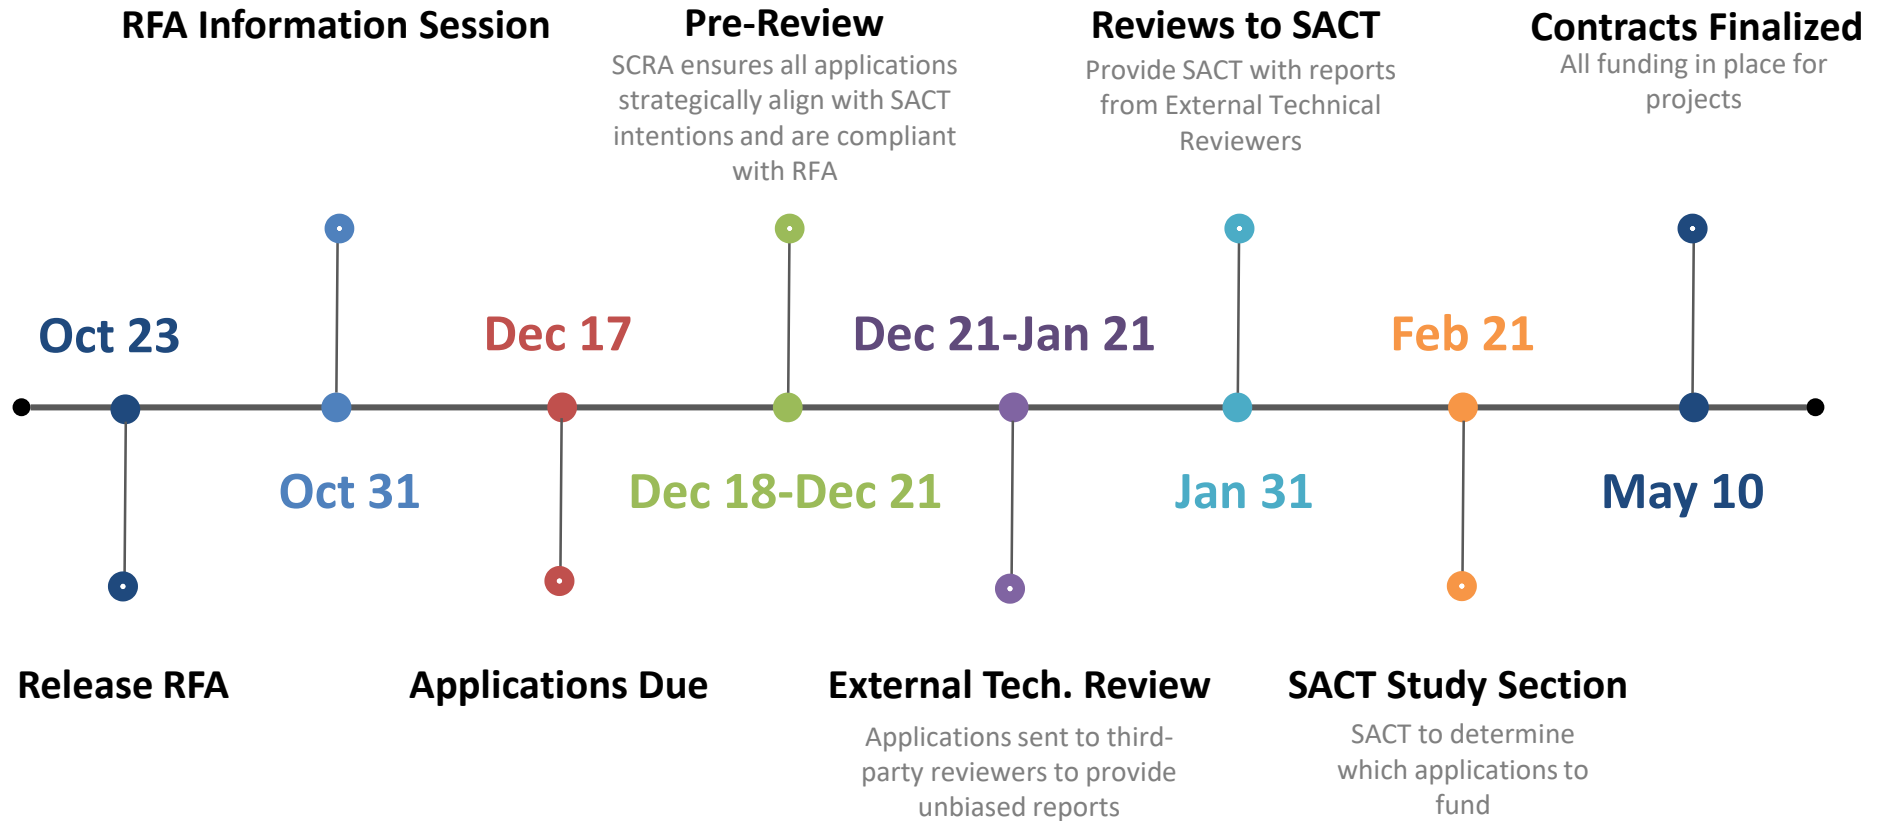 RFA Information Session
Pre-Review
SCRA ensures all applications
strategically align with SACT
intentions and are compliant
with RFA
Reviews to SACT
Provide SACT with reports
from External Technical
Reviewers
Contracts Finalized
All funding in place for
projects
Oct 23
Dec 17
Dec 21-Jan 21
Feb 21
Oct 31
Dec 18-Dec 21
Jan 31
May 10
Release RFA
Applications Due
External Tech. Review
Applications sent to third-
party reviewers to provide
unbiased reports
SACT Study Section
SACT to determine
which applications to
fund